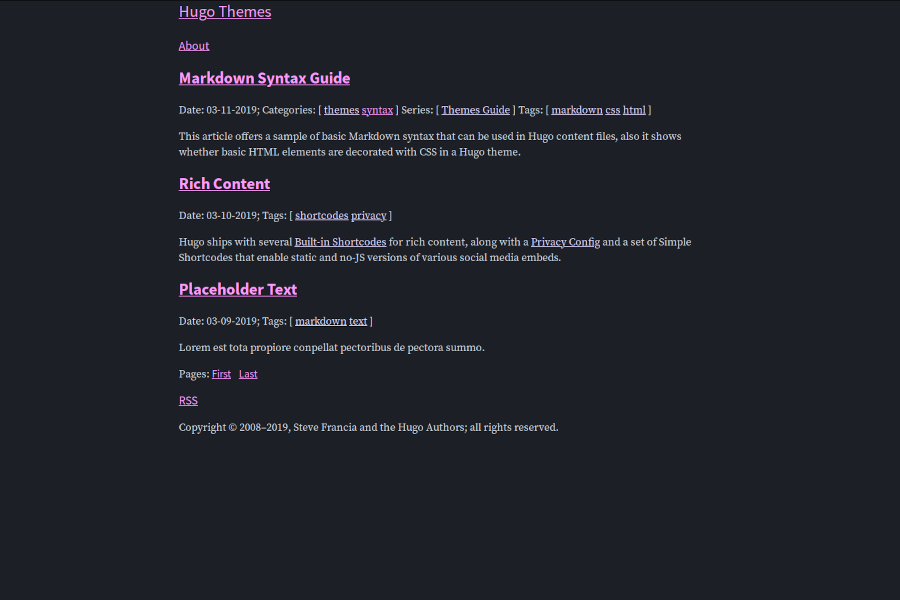 Hugo Themes
About
Markdown Syntax Guide
Date: 03-11-2019; Categories: [ themes syntax ] Series: [ Themes Guide ] Tags: [ markdown css html ]
This article offers a sample of basic Markdown syntax that can be used in Hugo content files, also it shows
whether basic HTML elements are decorated with CSS in a Hugo theme.
Rich Content
Date: 03-10-2019; Tags: [ shortcodes privacy ]
Hugo ships with several Built-in Shortcodes for rich content, along with a Privacy Config and a set of Simple
Shortcodes that enable static and no-JS versions of various social media embeds.
Placeholder Text
Date: 03-09-2019; Tags: [ markdown text ]
Lorem est tota propiore conpellat pectoribus de pectora summo.
Pages: First Last
RSS
Copyright © 2008–2019, Steve Francia and the Hugo Authors; all rights reserved.